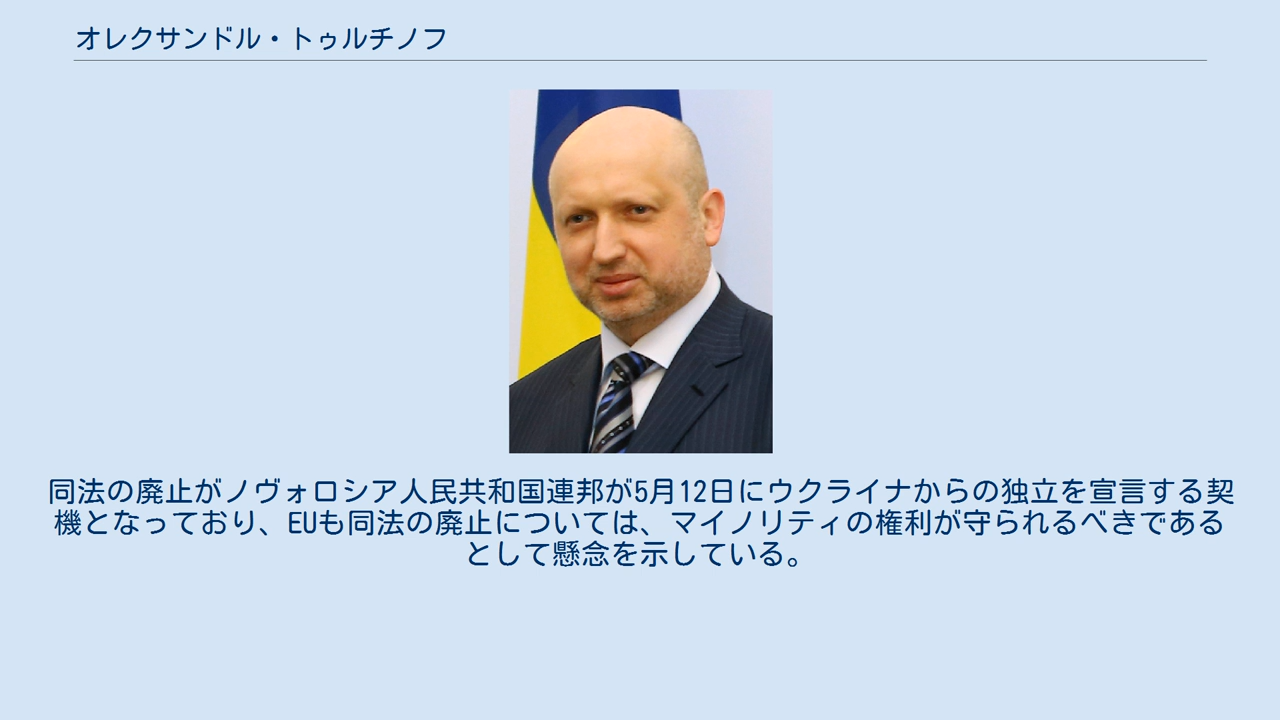 オレクサンドル・トゥルチノフ
同法の廃止がノヴォロシア人民共和国連邦が5月12日にウクライナからの独立を宣言する契
機となっており、EUも同法の廃止については、マイノリティの権利が守られるべきである
として懸念を示している。